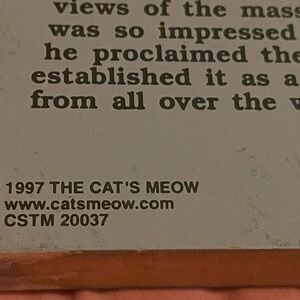 views of the
was so impressed
he proclaimed the
established it as a
from all over the
1997 THE CAT'S MEOW
www.catsmeow.com
CSTM 20037